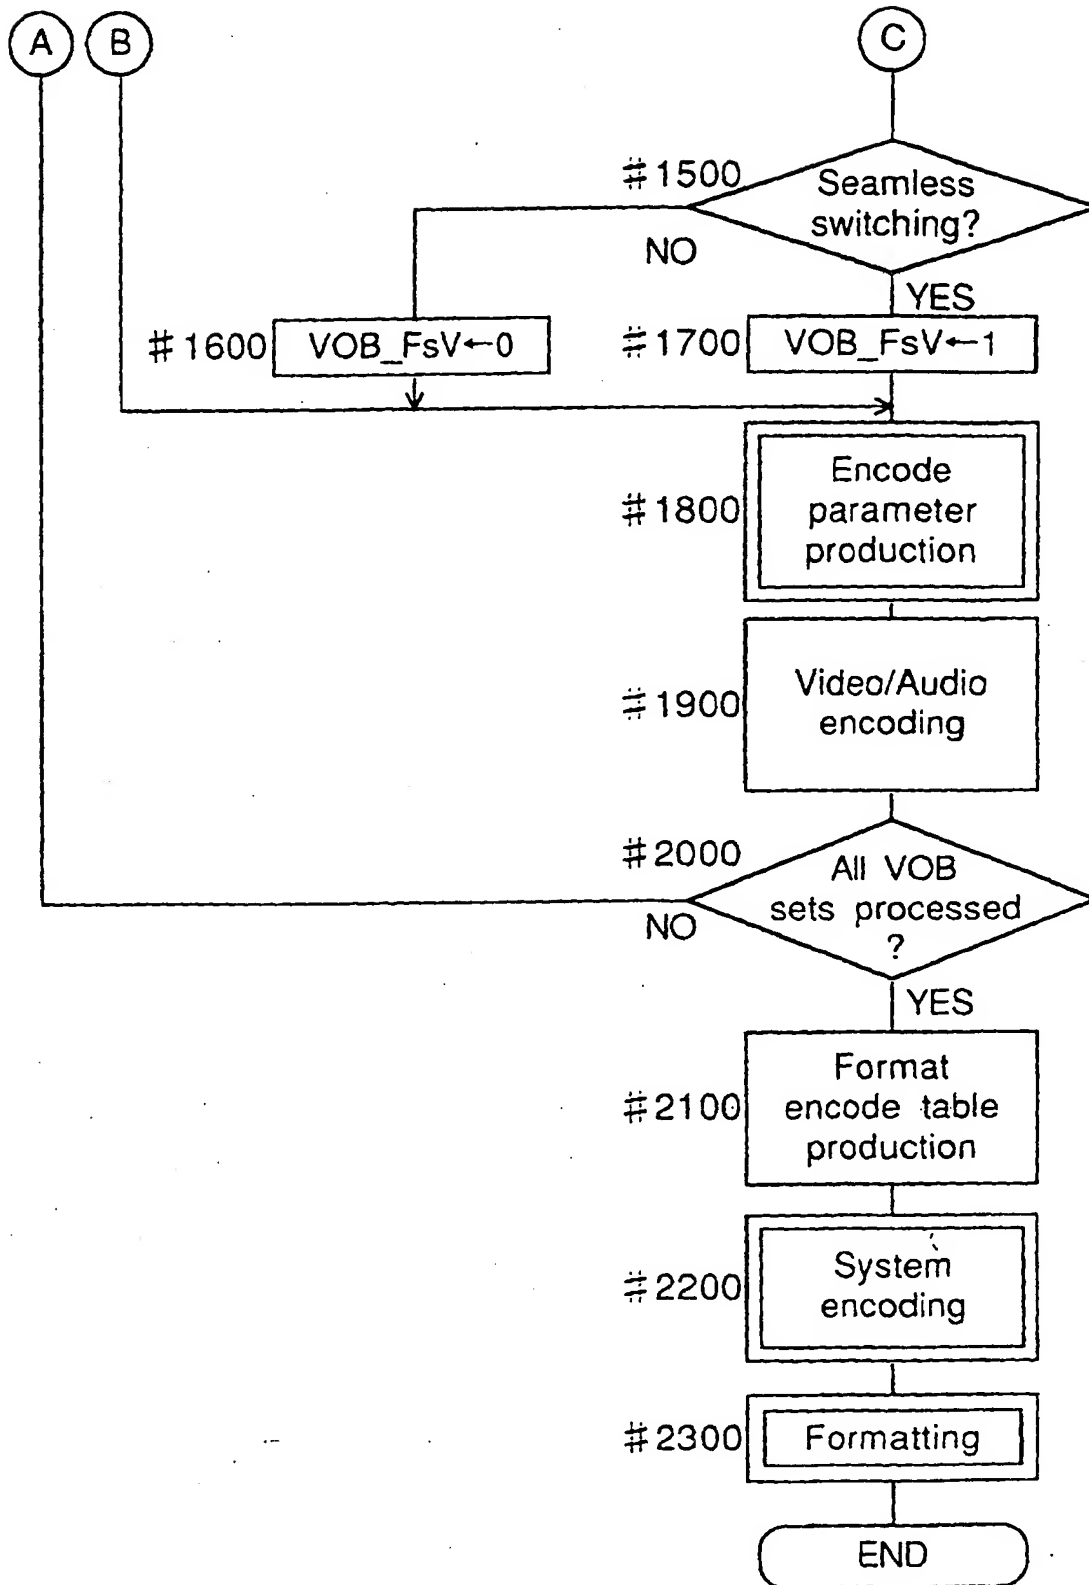 A B C
#1500
Seamless
switching?
NO
YES
#1600 VOB_FsV←0
#1700 VOB_FsV←1
#1800
Encode
parameter
production
#1900
Video/Audio
encoding
#2000
All VOB
sets processed
?
NO
YES
#2100
Format
encode table
production
#2200
System
encoding
#2300 Formatting
END